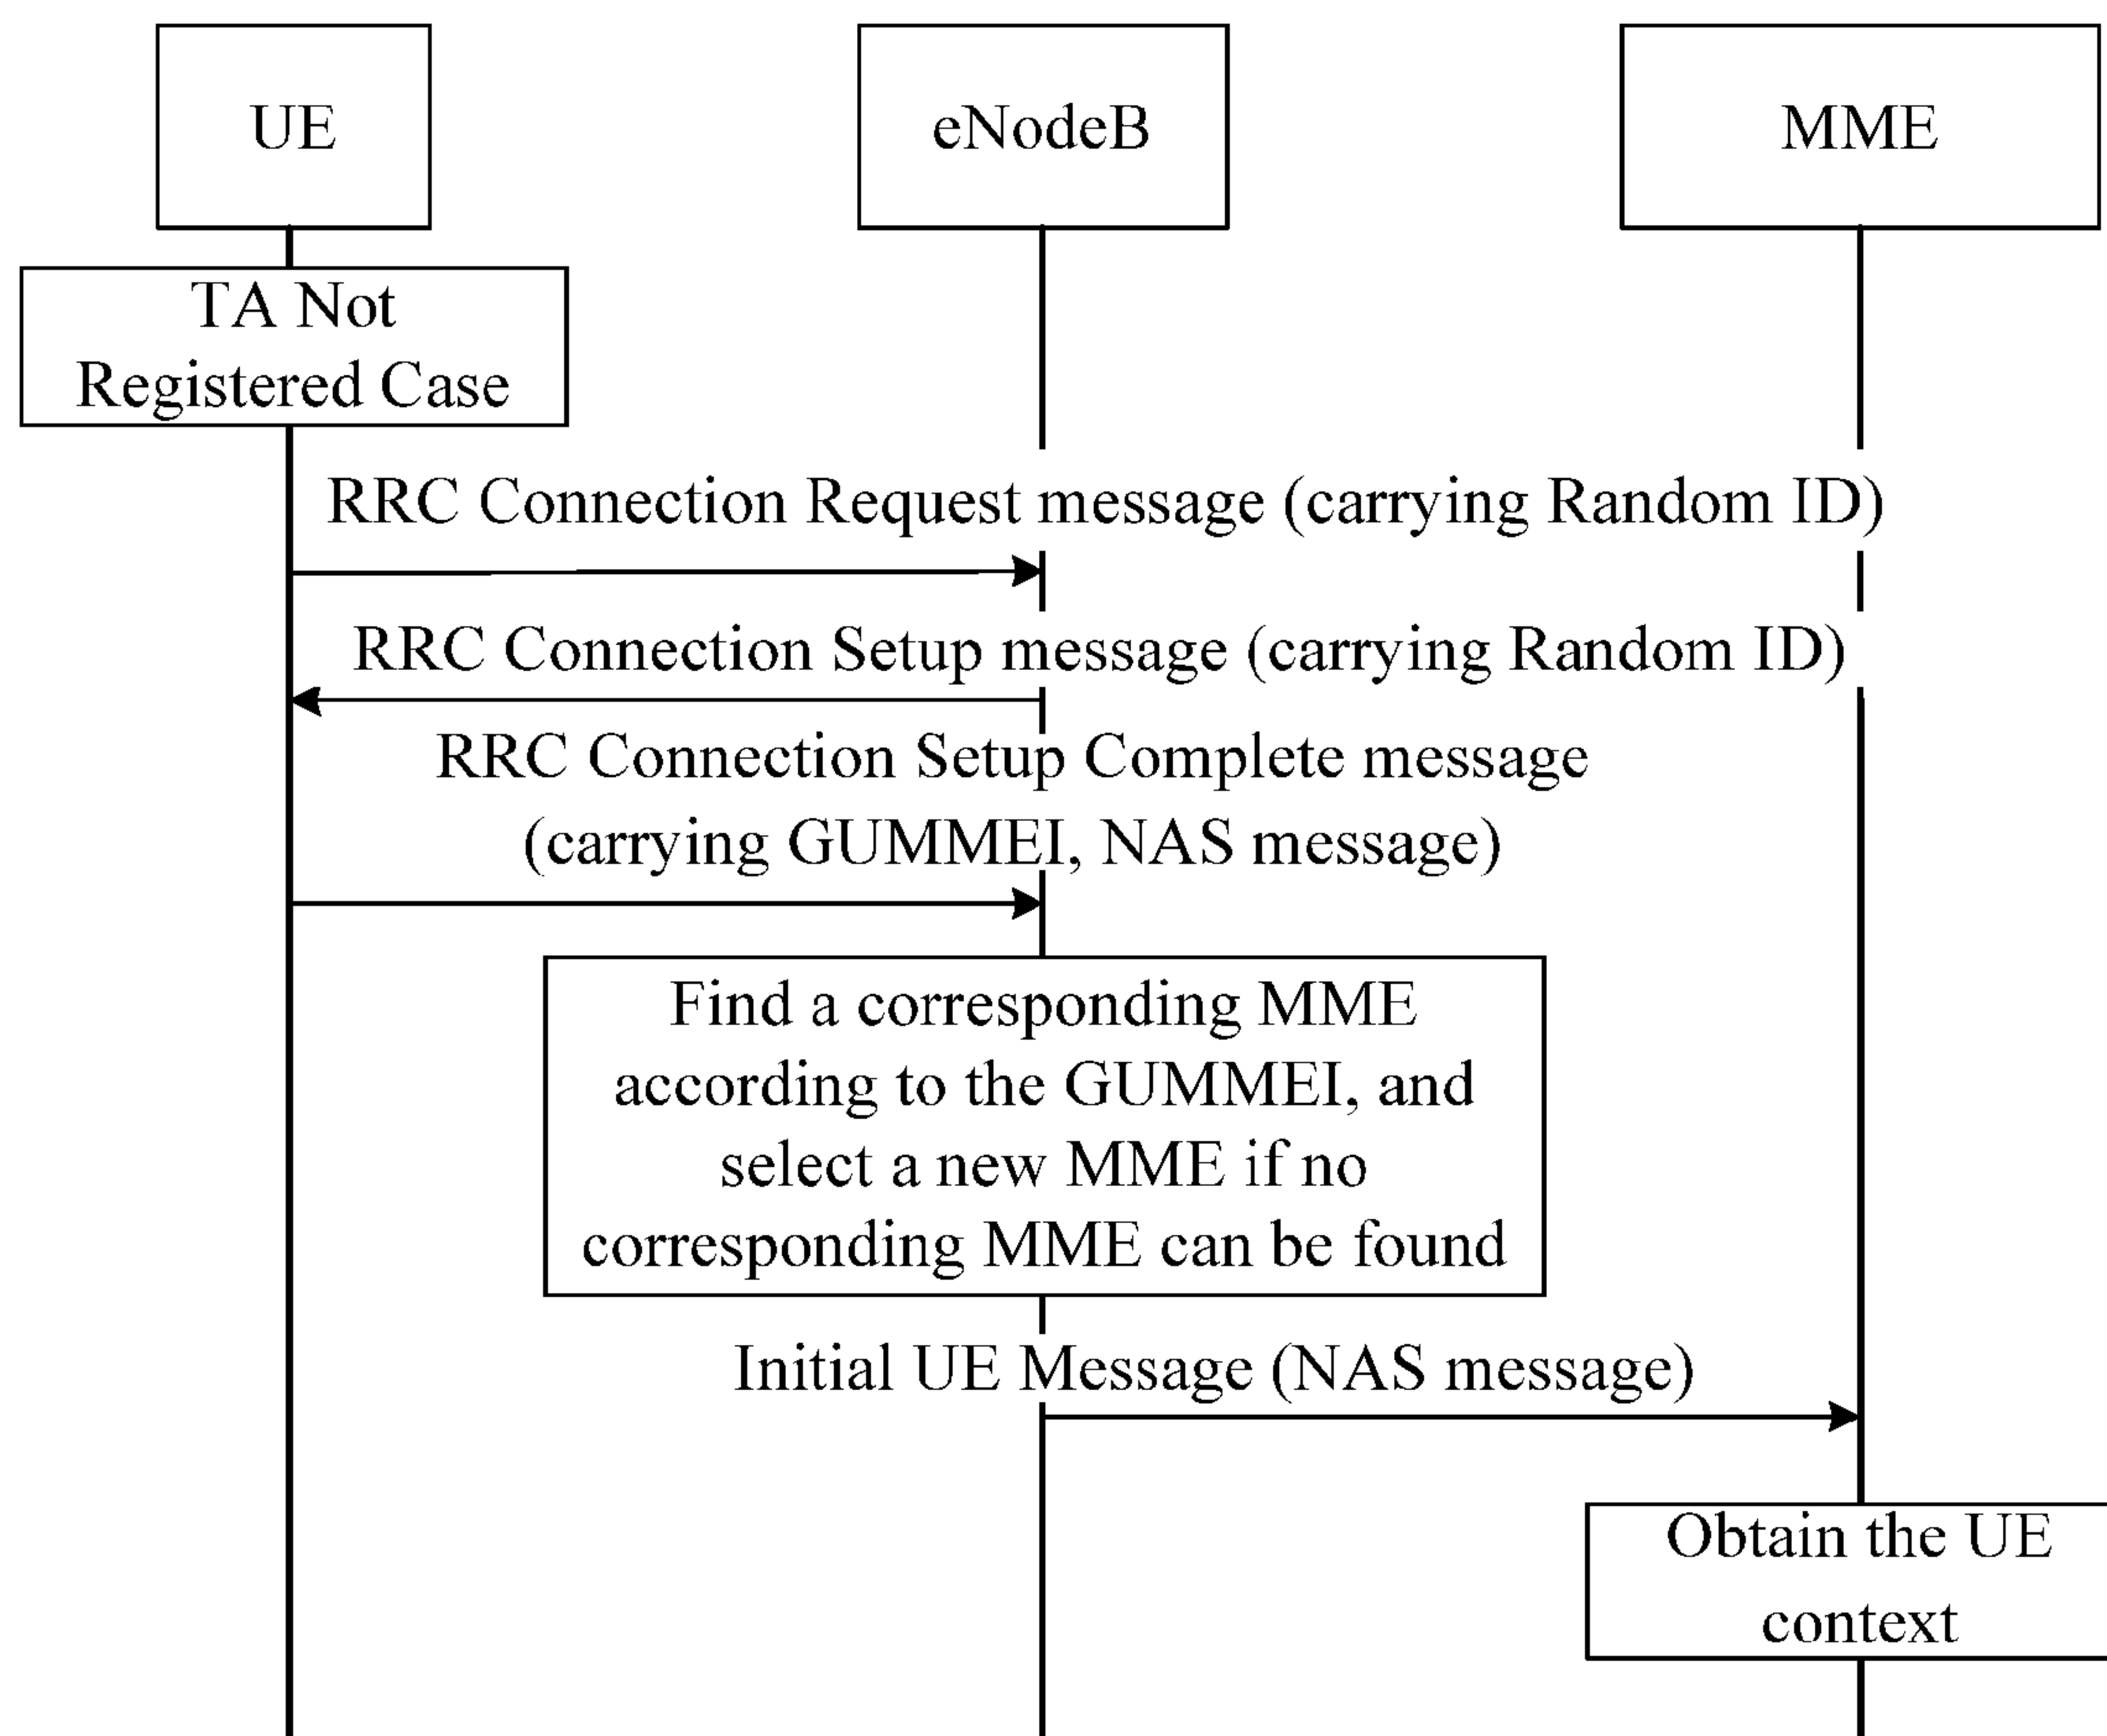 UE
eNodeB
MME
TA Not
Registered Case
RRC Connection Request message (carrying Random ID)
RRC Connection Setup message (carrying Random ID)
RRC Connection Setup Complete message
(carrying GUMMEI, NAS message)
Find a corresponding MME
according to the GUMMEI, and
select a new MME if no
corresponding MME can be found
Initial UE Message (NAS message)
Obtain the UE
context